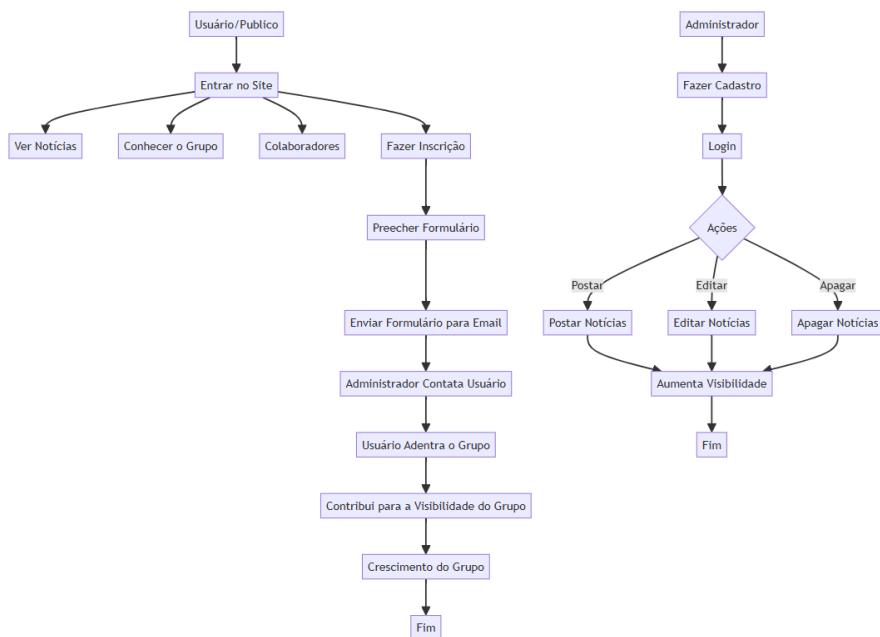 Usuário/Publico
Entrar no Site
Ver Notícias
Conhecer o Grupo
Colaboradores
Fazer Inscrição
Preecher Formulário
Enviar Formulário para Email
Administrador Contata Usuário
Usuário Adentra o Grupo
Contribui para a Visibilidade do Grupo
Crescimento do Grupo
Fim
Administrador
Fazer Cadastro
Login
Ações
Postar
Editar
Apagar
Postar Notícias
Editar Notícias
Apagar Notícias
Aumenta Visibilidade
Fim